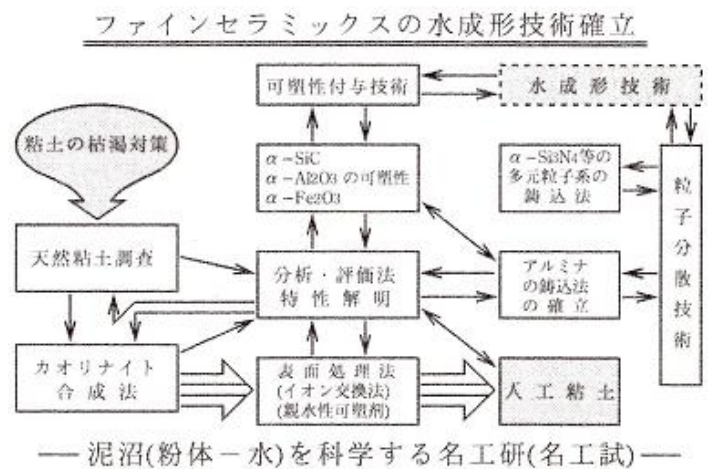 ファインセラミックスの水成形技術確立
可塑性付与技術
水成形技術
粘土の枯渇対策
α-SiC
α-Al2O3の可塑性
α-Fe2O3
α-Si3N4等の
多元粒子系の
鋳込法
粒子分散技術
天然粘土調査
分析・評価法
特性解明
アルミナ
の鋳込法
の確立
カオリナイト
合成法
表面処理法
(イオン交換法)
(親水性可塑剤)
人工粘土
── 泥沼(粉体-水)を科学する名工研(名工試) ──